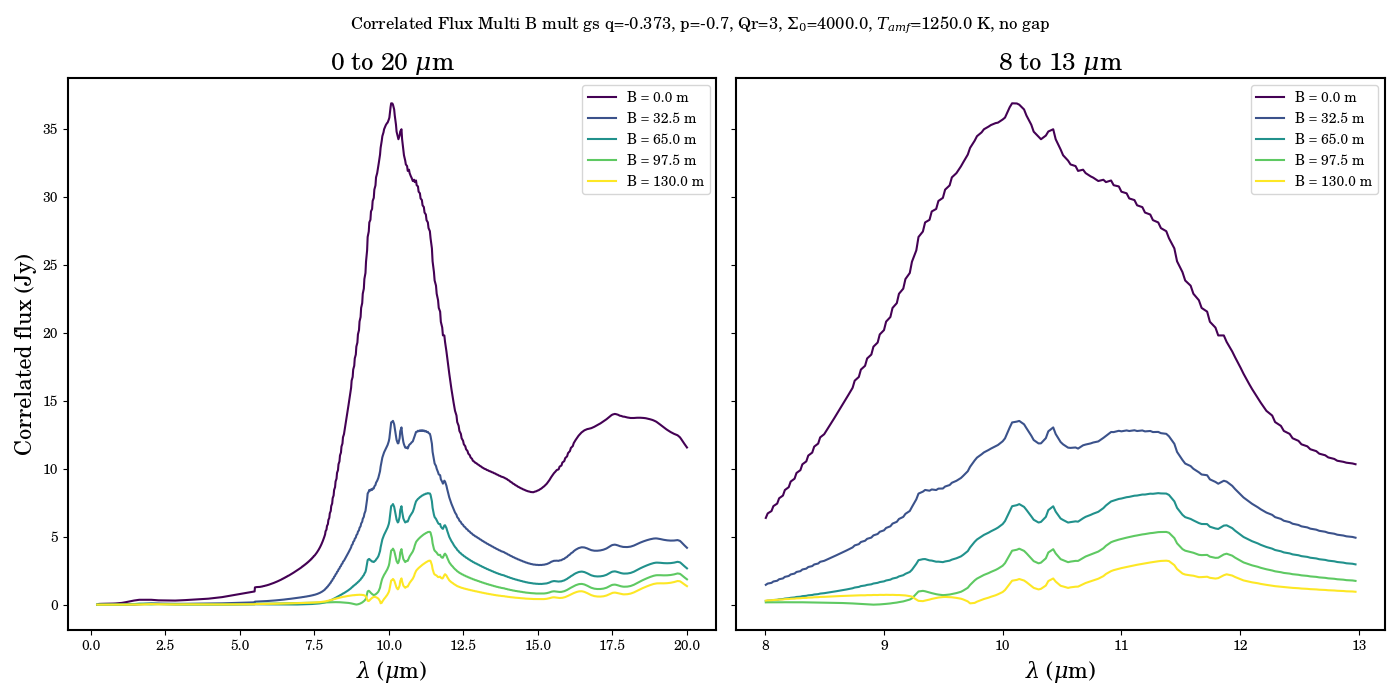 Correlated Flux Multi B mult gs q=-0.373, p=-0.7, Qr=3, Σ₀=4000.0, T_amf=1250.0 K, no gap
0 to 20 μm
8 to 13 μm
B = 0.0 m
B = 32.5 m
B = 65.0 m
B = 97.5 m
B = 130.0 m
B = 0.0 m
B = 32.5 m
B = 65.0 m
B = 97.5 m
B = 130.0 m
Correlated flux (Jy)
35
30
25
20
15
10
5
0
0.0 2.5 5.0 7.5 10.0 12.5 15.0 17.5 20.0
8 9 10 11 12 13
λ (μm)
λ (μm)